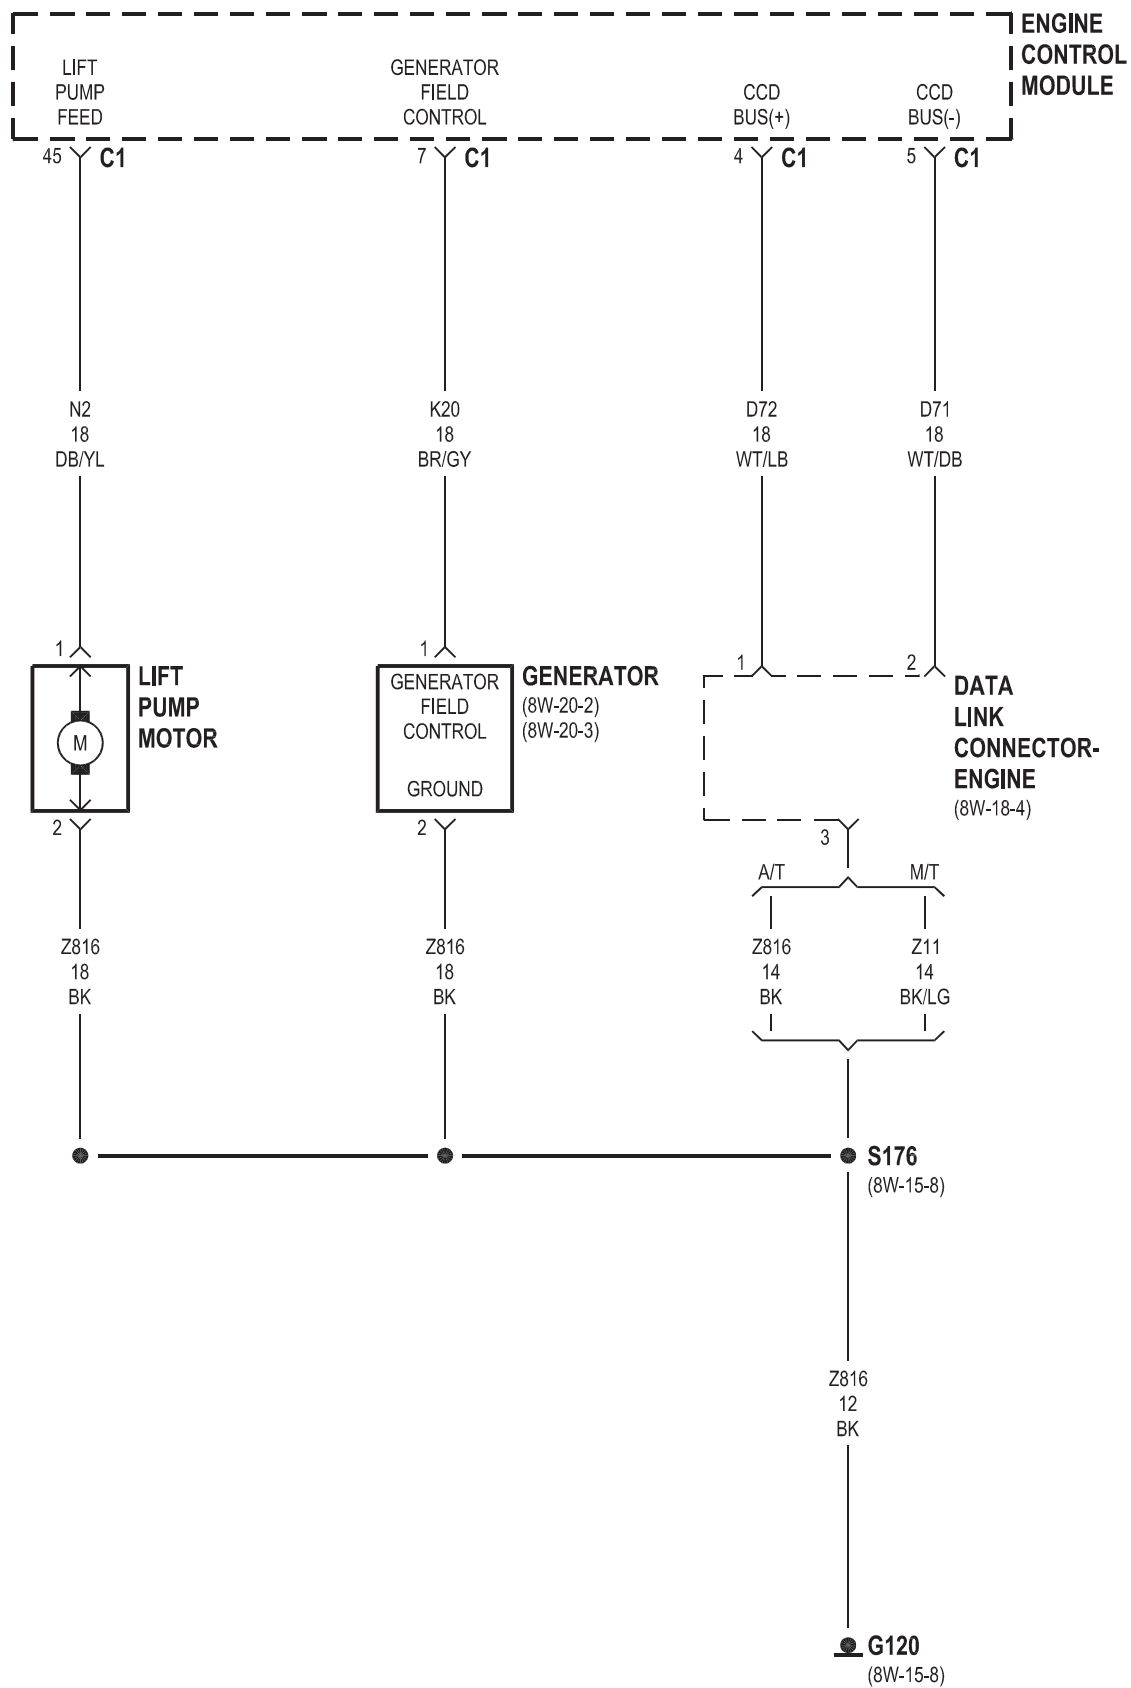 ENGINE
CONTROL
MODULE
LIFT
PUMP
FEED
GENERATOR
FIELD
CONTROL
CCD
BUS(+)
CCD
BUS(-)
45 C1
7 C1
4 C1
5 C1
N2
18
DB/YL
K20
18
BR/GY
D72
18
WT/LB
D71
18
WT/DB
1
LIFT
PUMP
MOTOR
M
2
1
GENERATOR
FIELD
CONTROL
GROUND
GENERATOR
(8W-20-2)
(8W-20-3)
2
1
2
DATA
LINK
CONNECTOR-
ENGINE
(8W-18-4)
3
A/T
M/T
Z816
18
BK
Z816
18
BK
Z816
14
BK
Z11
14
BK/LG
S176
(8W-15-8)
Z816
12
BK
G120
(8W-15-8)